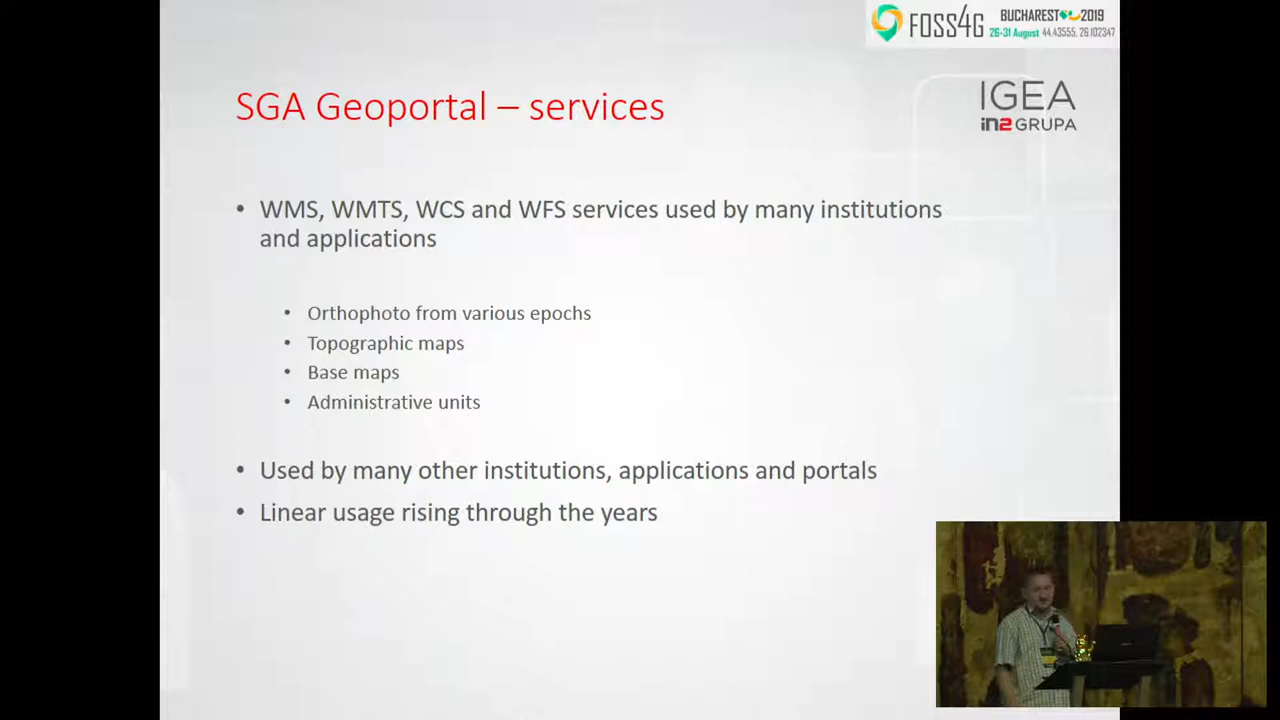 FOSS4G
BUCHAREST 2019
26-31 August 44.43555, 26.102347
SGA Geoportal – services
IGEA
in2 GRUPA
• WMS, WMTS, WCS and WFS services used by many institutions
and applications
• Orthophoto from various epochs
• Topographic maps
• Base maps
• Administrative units
• Used by many other institutions, applications and portals
• Linear usage rising through the years